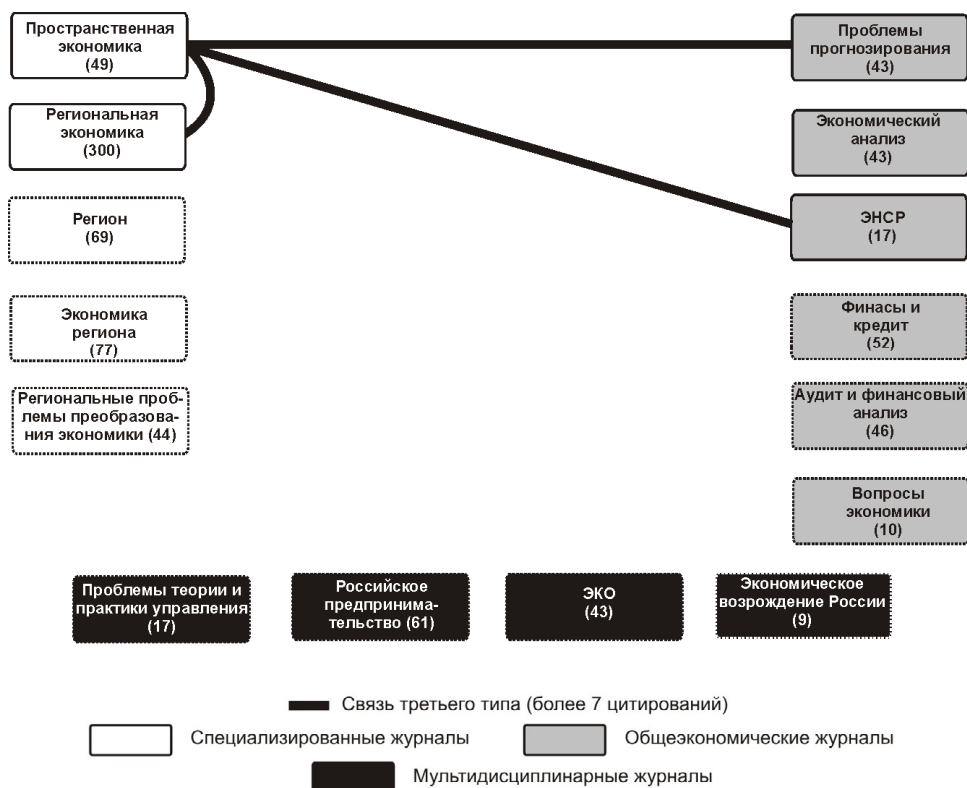 Пространственная
экономика
(49)
Региональная
экономика
(300)
Регион
(69)
Экономика
региона
(77)
Региональные проб-
лемы преобразова-
ния экономики (44)
Проблемы
прогнозирования
(43)
Экономический
анализ
(43)
ЭНСР
(17)
Финасы и
кредит
(52)
Аудит и финансовый
анализ
(46)
Вопросы
экономики
(10)
Проблемы теории и
практики управления
(17)
Российское
предпринима-
тельство (61)
ЭКО
(43)
Экономическое
возрождение России
(9)
Связь третьего типа (более 7 цитирований)
Специализированные журналы
Общеэкономические журналы
Мультидисциплинарные журналы